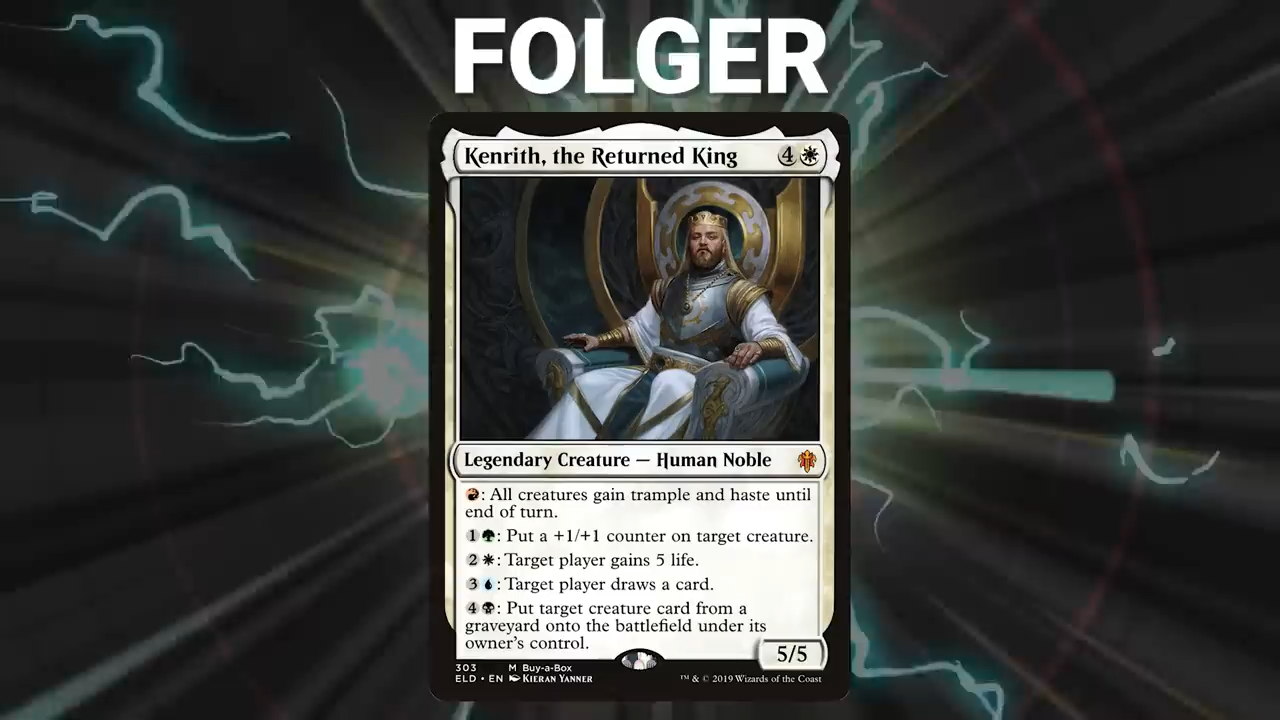 FOLGER
Kenrith, the Returned King 4
Legendary Creature — Human Noble
: All creatures gain trample and haste until
end of turn.
1 : Put a +1/+1 counter on target creature.
2 : Target player gains 5 life.
3 : Target player draws a card.
4 : Put target creature card from a
graveyard onto the battlefield under its
owner's control.
5/5
303 M Buy-a-Box
ELD • EN Kieran Yanner
™ & © 2019 Wizards of the Coast